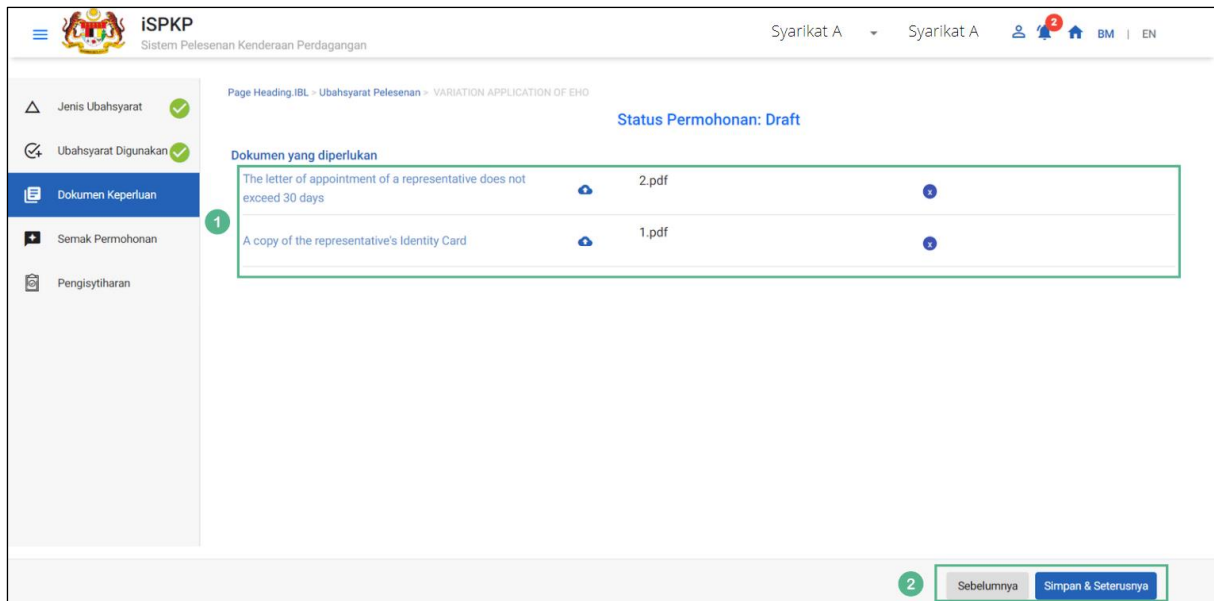 iSPKP
Sistem Pelesenan Kenderaan Perdagangan
Syarikat A
Syarikat A
2
BM | EN
Jenis Ubahsyarat
Ubahsyarat Digunakan
Dokumen Keperluan
Semak Permohonan
Pengisytiharan
Page Heading.IBL > Ubahsyarat Pelesenan > VARIATION APPLICATION OF EHO
Status Permohonan: Draft
Dokumen yang diperlukan
1
The letter of appointment of a representative does not
exceed 30 days
2.pdf
x
A copy of the representative's Identity Card
1.pdf
x
2
Sebelumnya
Simpan & Seterusnya